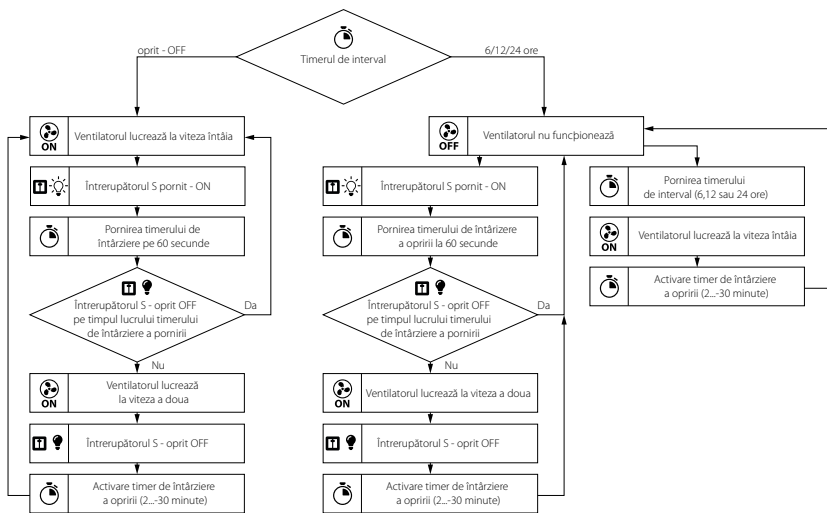 Timerul de interval
oprit - OFF
6/12/24 ore
ON
Ventilatorul lucrează la viteza întâia
Întrerupătorul S pornit - ON
Pornirea timerului de
întârziere pe 60 secunde
Întrerupătorul S - oprit OFF
pe timpul lucrului timerului
de întârziere a pornirii
Da
Nu
ON
Ventilatorul lucrează
la viteza a doua
Întrerupătorul S - oprit OFF
Activare timer de întârziere
a opririi (2...-30 minute)
OFF
Ventilatorul nu funcþionează
Întrerupătorul S pornit - ON
Pornirea timerului de întârizere
a opririi la 60 secunde
Întrerupătorul S - oprit OFF
pe timpul lucrului timerului
de întârziere a pornirii
Da
Nu
ON
Ventilatorul lucrează la viteza a doua
Întrerupătorul S - oprit OFF
Activare timer de întârziere
a opririi (2...-30 minute)
Pornirea timerului
de interval (6,12 sau 24 ore)
ON
Ventilatorul lucrează la viteza întâia
Activare timer de întârziere
a opririi (2...-30 minute)